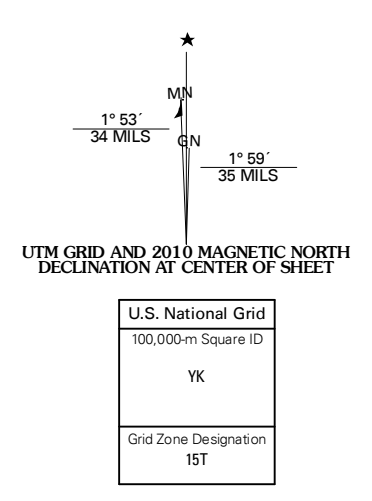 MN
1° 53´
34 MILS
GN
1° 59´
35 MILS
UTM GRID AND 2010 MAGNETIC NORTH
DECLINATION AT CENTER OF SHEET
U.S. National Grid
100,000-m Square ID
YK
Grid Zone Designation
15T